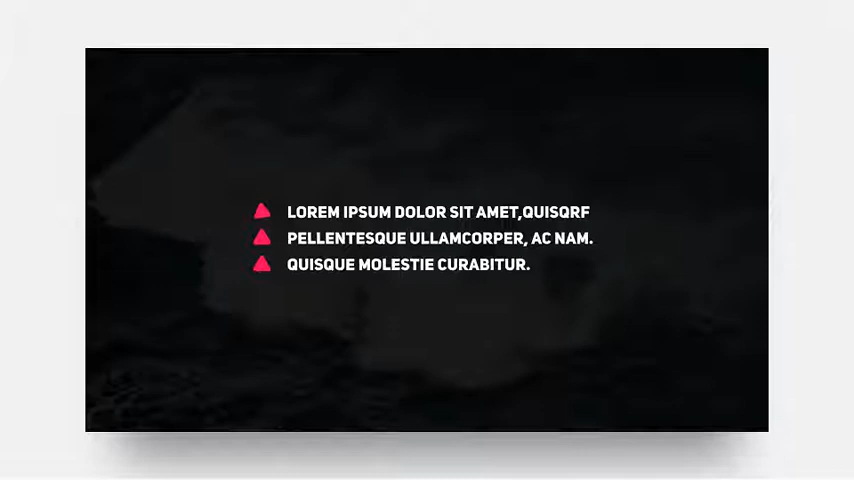 LOREM IPSUM DOLOR SIT AMET,QUISQRF
PELLENTESQUE ULLAMCORPER, AC NAM.
QUISQUE MOLESTIE CURABITUR.